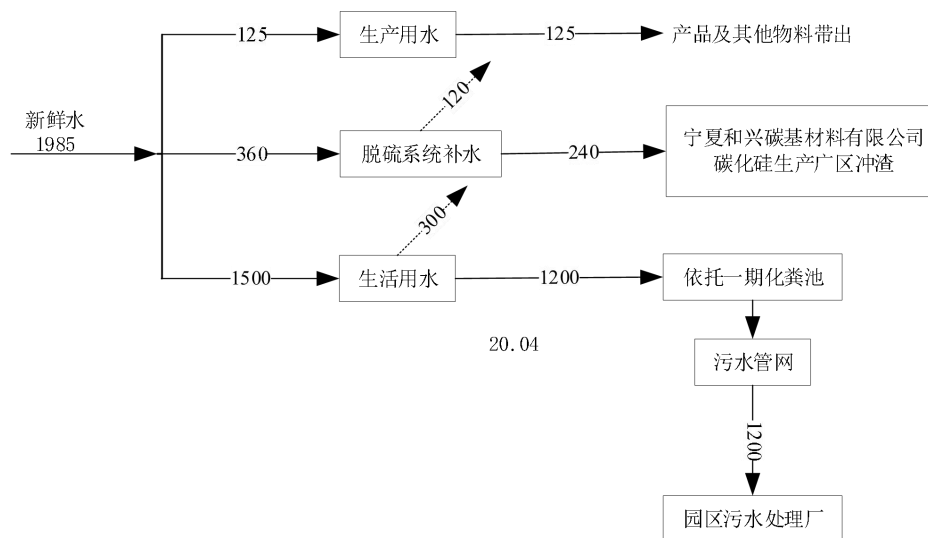 125
生产用水
125
产品及其他物料带出
120
新鲜水
1985
360
脱硫系统补水
240
宁夏和兴碳基材料有限公司
碳化硅生产广区冲渣
300
1500
生活用水
1200
依托一期化粪池
20.04
污水管网
1200
园区污水处理厂